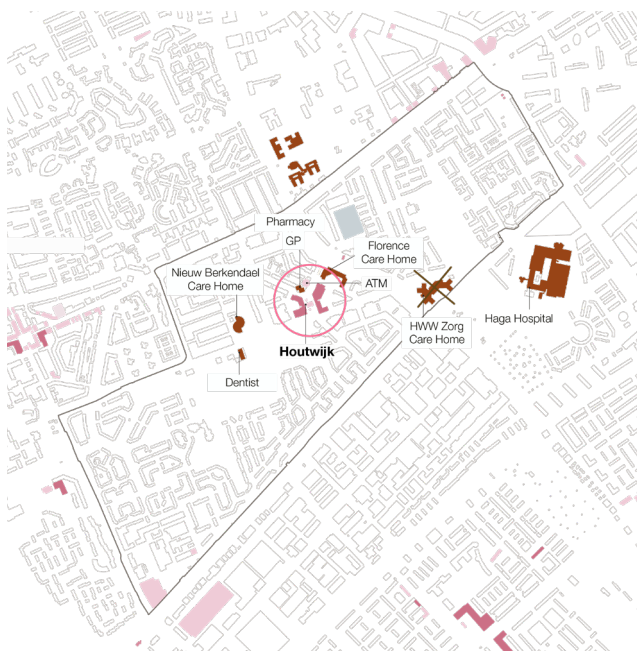 Pharmacy
GP
Florence
Care Home
Nieuw Berkendael
Care Home
ATM
Haga Hospital
HWW Zorg
Care Home
Houtwijk
Dentist